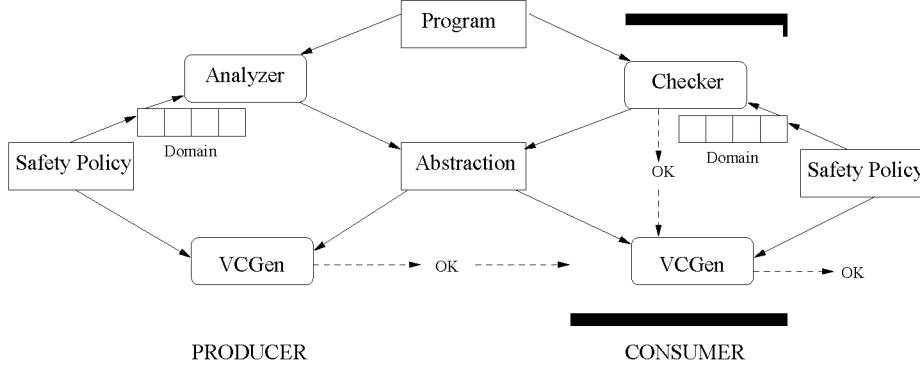 Program
Analyzer
Checker
Domain
Domain
Safety Policy
Abstraction
OK
Safety Policy
VCGen
OK
VCGen
OK
PRODUCER
CONSUMER